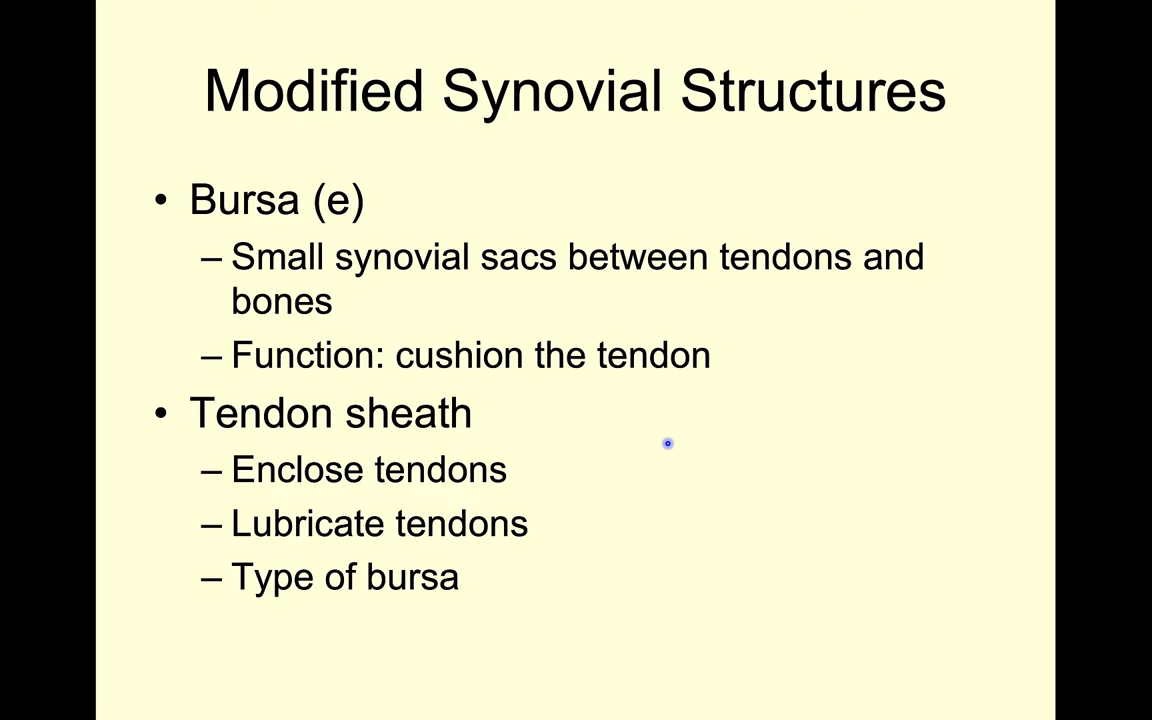 Modified Synovial Structures
• Bursa (e)
– Small synovial sacs between tendons and
bones
– Function: cushion the tendon
• Tendon sheath
– Enclose tendons
– Lubricate tendons
– Type of bursa